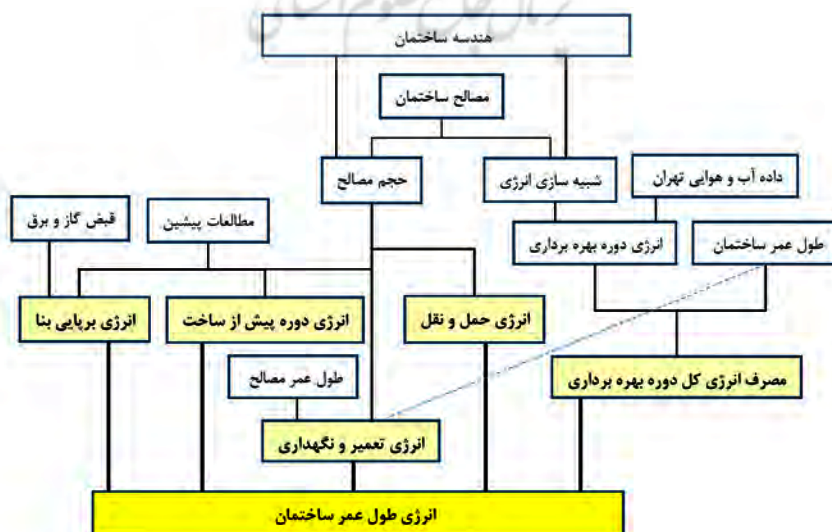 هندسه ساختمان
مصالح ساختمان
حجم مصالح
شبیه سازی انرژی
داده آب و هوایی تهران
قبض گاز و برق
مطالعات پیشین
انرژی دوره بهره برداری
طول عمر ساختمان
انرژی برپایی بنا
انرژی دوره پیش از ساخت
انرژی حمل و نقل
طول عمر مصالح
مصرف انرژی کل دوره بهره برداری
انرژی تعمیر و نگهداری
انرژی طول عمر ساختمان